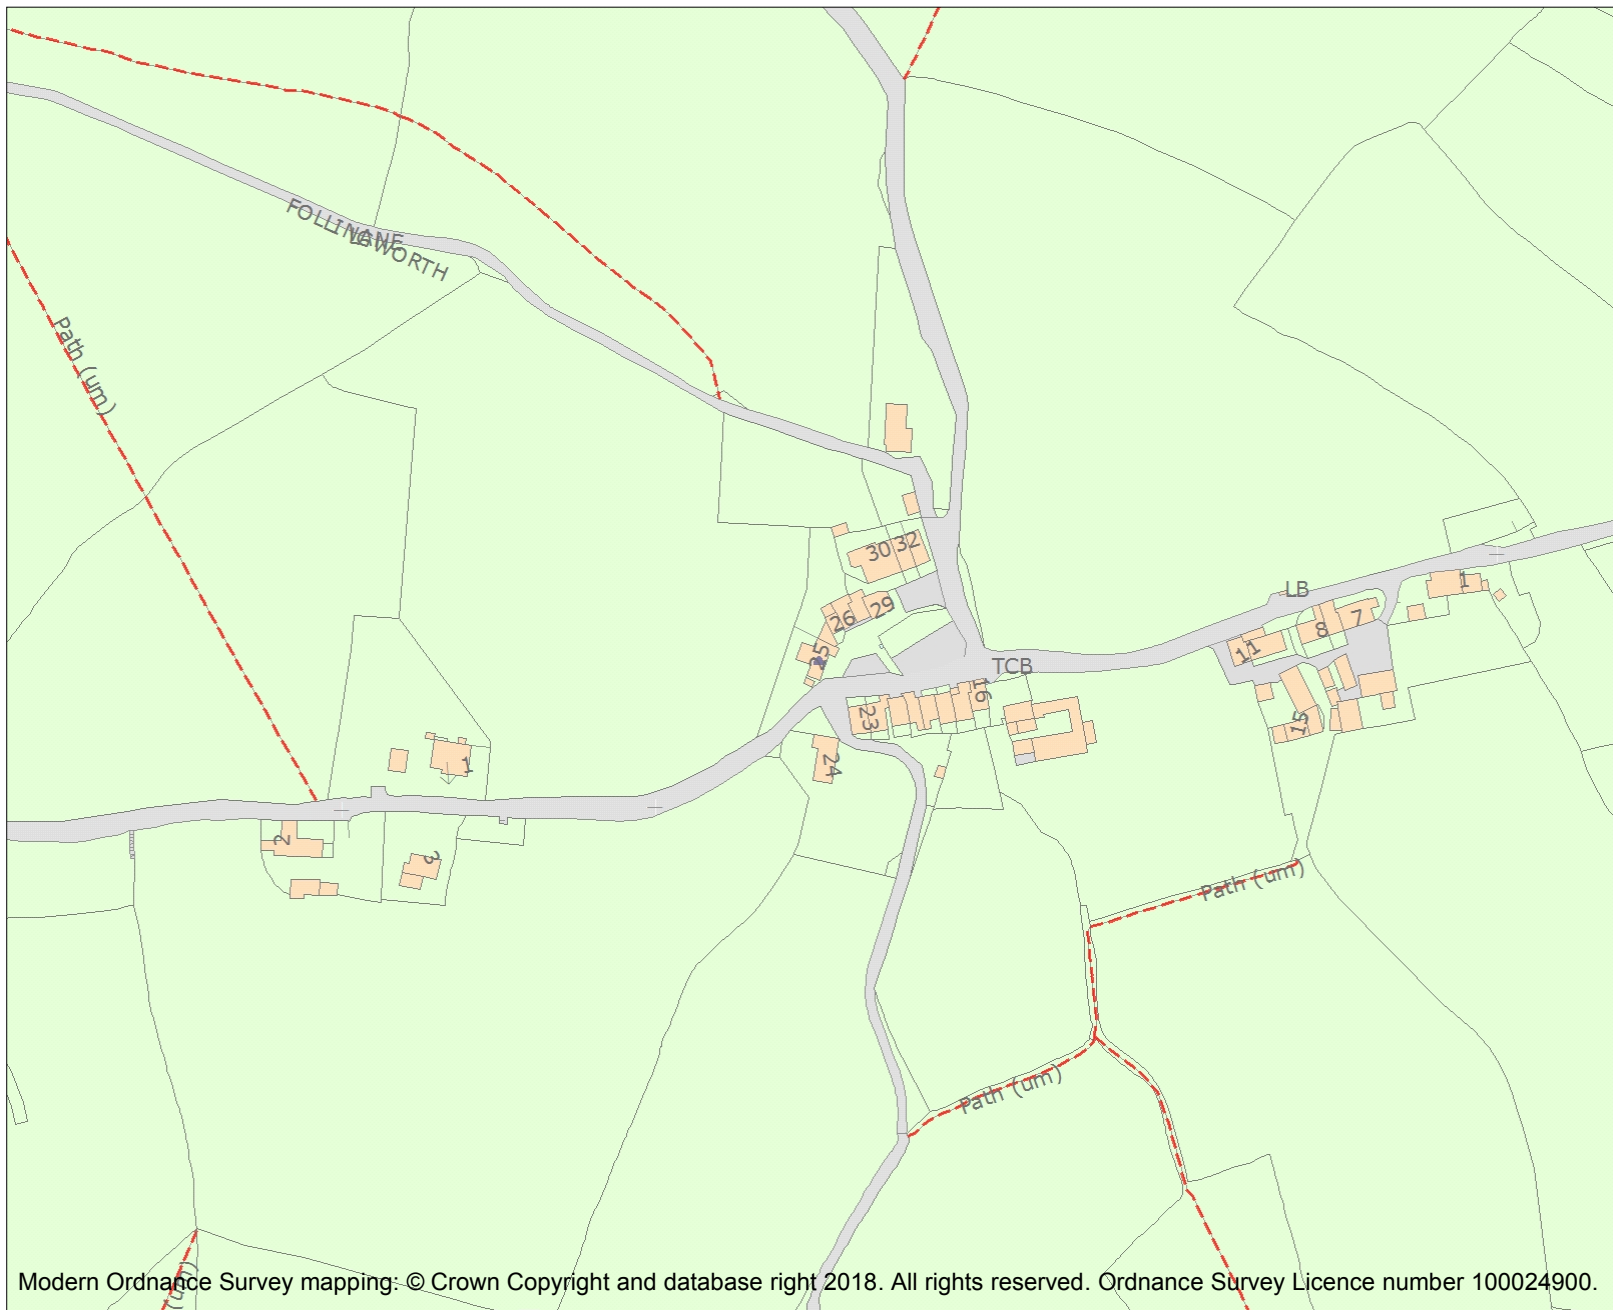 FOLLINGWORTH
LANE
Path (um)
30
32
26
29
25
LB
1
8
7
11
TCB
16
23
15
24
1
2
3
Path (um)
Path (um)
(um)
Modern Ordnance Survey mapping: © Crown Copyright and database right 2018. All rights reserved. Ordnance Survey Licence number 100024900.